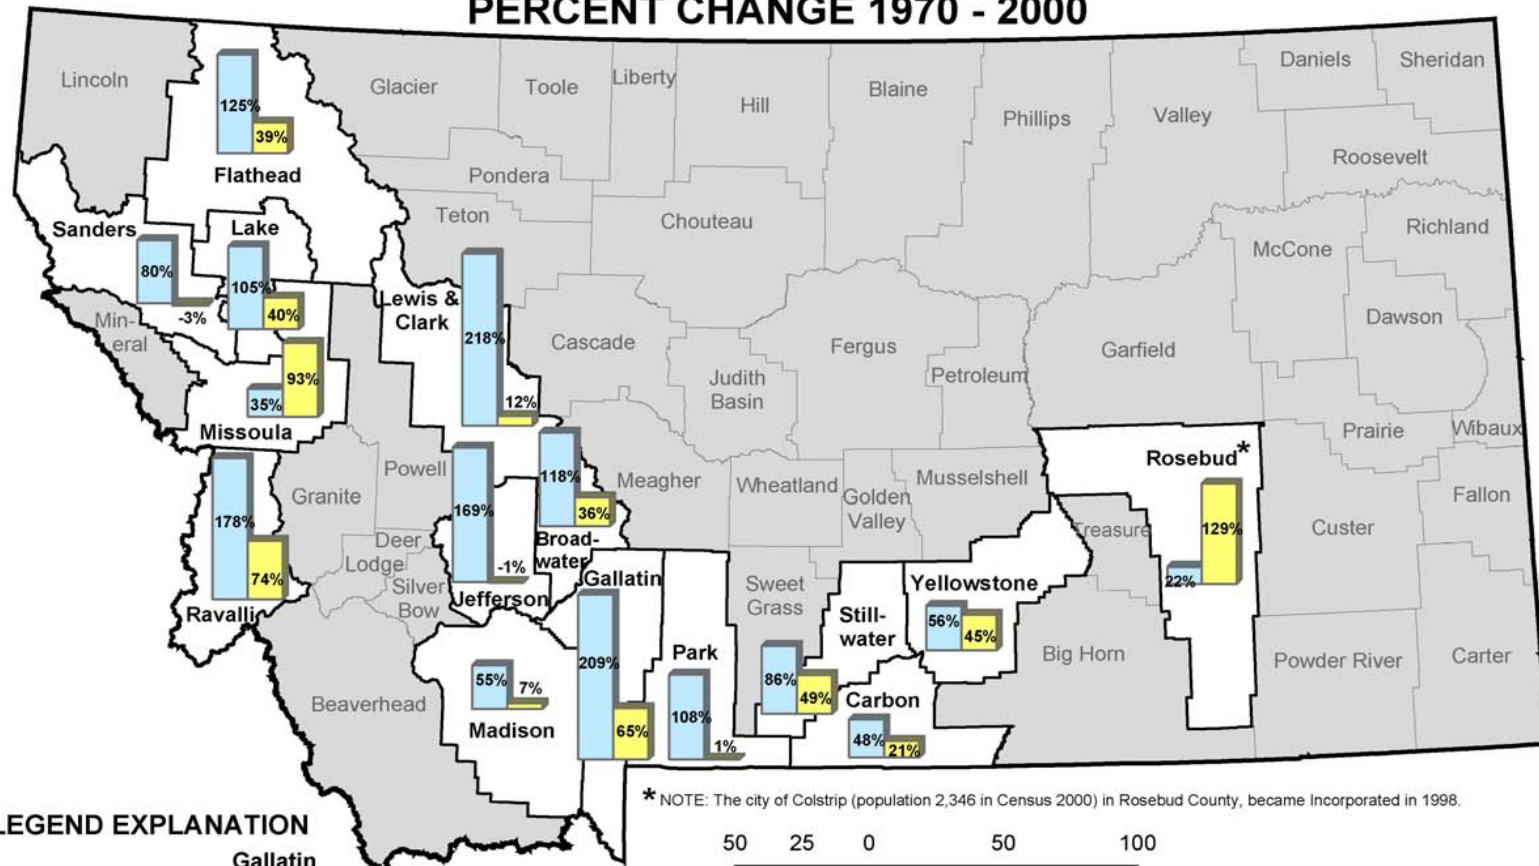 PERCENT CHANGE 1970 - 2000
Lincoln
125%
39%
Flathead
Glacier
Toole
Liberty
Hill
Blaine
Phillips
Valley
Daniels
Sheridan
Roosevelt
Pondera
Teton
Chouteau
McCone
Richland
Sanders
80%
-3%
Lake
105%
40%
Min-
eral
Lewis &
Clark
218%
12%
Cascade
Judith
Basin
Fergus
Petroleum
Garfield
Dawson
93%
35%
Missoula
Prairie
Wibaux
178%
74%
Ravalli
Granite
Powell
Deer
Lodge
Silver
Bow
169%
-1%
Jefferson
118%
36%
Broad-
water
Meagher
Wheatland
Golden
Valley
Musselshell
Treasure
Rosebud*
129%
22%
Custer
Fallon
Beaverhead
55%
7%
Madison
Gallatin
209%
65%
Park
108%
1%
Sweet
Grass
Still-
water
86%
49%
Yellowstone
56%
45%
Carbon
48%
21%
Big Horn
Powder River
Carter
* NOTE: The city of Colstrip (population 2,346 in Census 2000) in Rosebud County, became Incorporated in 1998.
LEGEND EXPLANATION
Gallatin
50 25 0 50 100